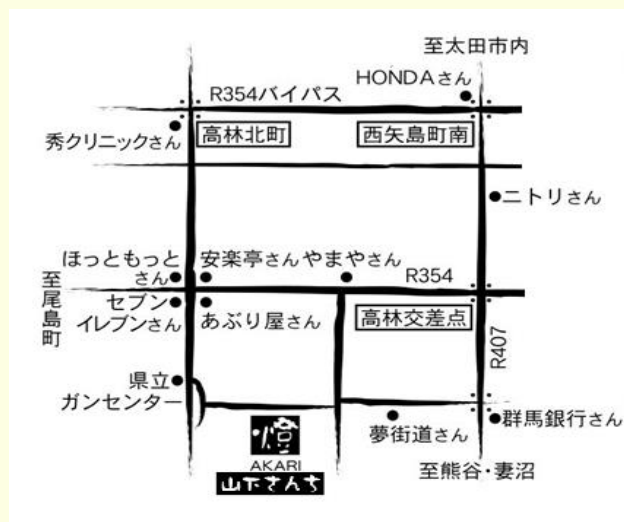 至太田市内
HONDAさん
R354バイパス
秀クリニックさん
高林北町
西矢島町南
ニトリさん
ほっともっと
さん
安楽亭さん
やまやさん
R354
至尾島町
セブン
イレブンさん
あぶり屋さん
高林交差点
R407
県立
ガンセンター
燈
AKARI
山下さんち
夢街道さん
群馬銀行さん
至熊谷・妻沼